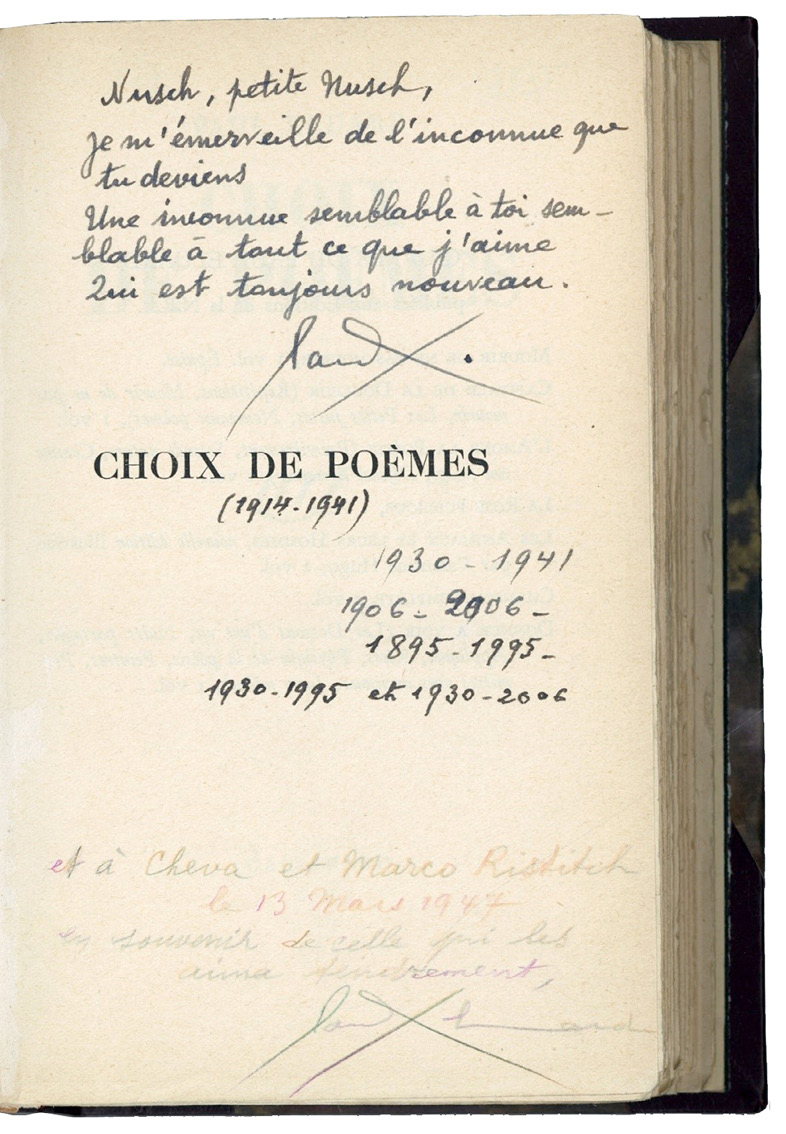 Nusch, petite Nusch,
je m'émerveille de l'inconnue que
tu deviens
Une inconnue semblable à toi sem-
blable à tout ce que j'aime
Qui est toujours nouveau.
Paul
CHOIX DE POÈMES
(1914-1941)
1930-1941
1906-2006-
1895-1995-
1930-1995 et 1930-2006
et à Cheva et Marco Ristitch
le 13 Mars 1947
en souvenir de celle qui les
aima tendrement,
Paul Eluard